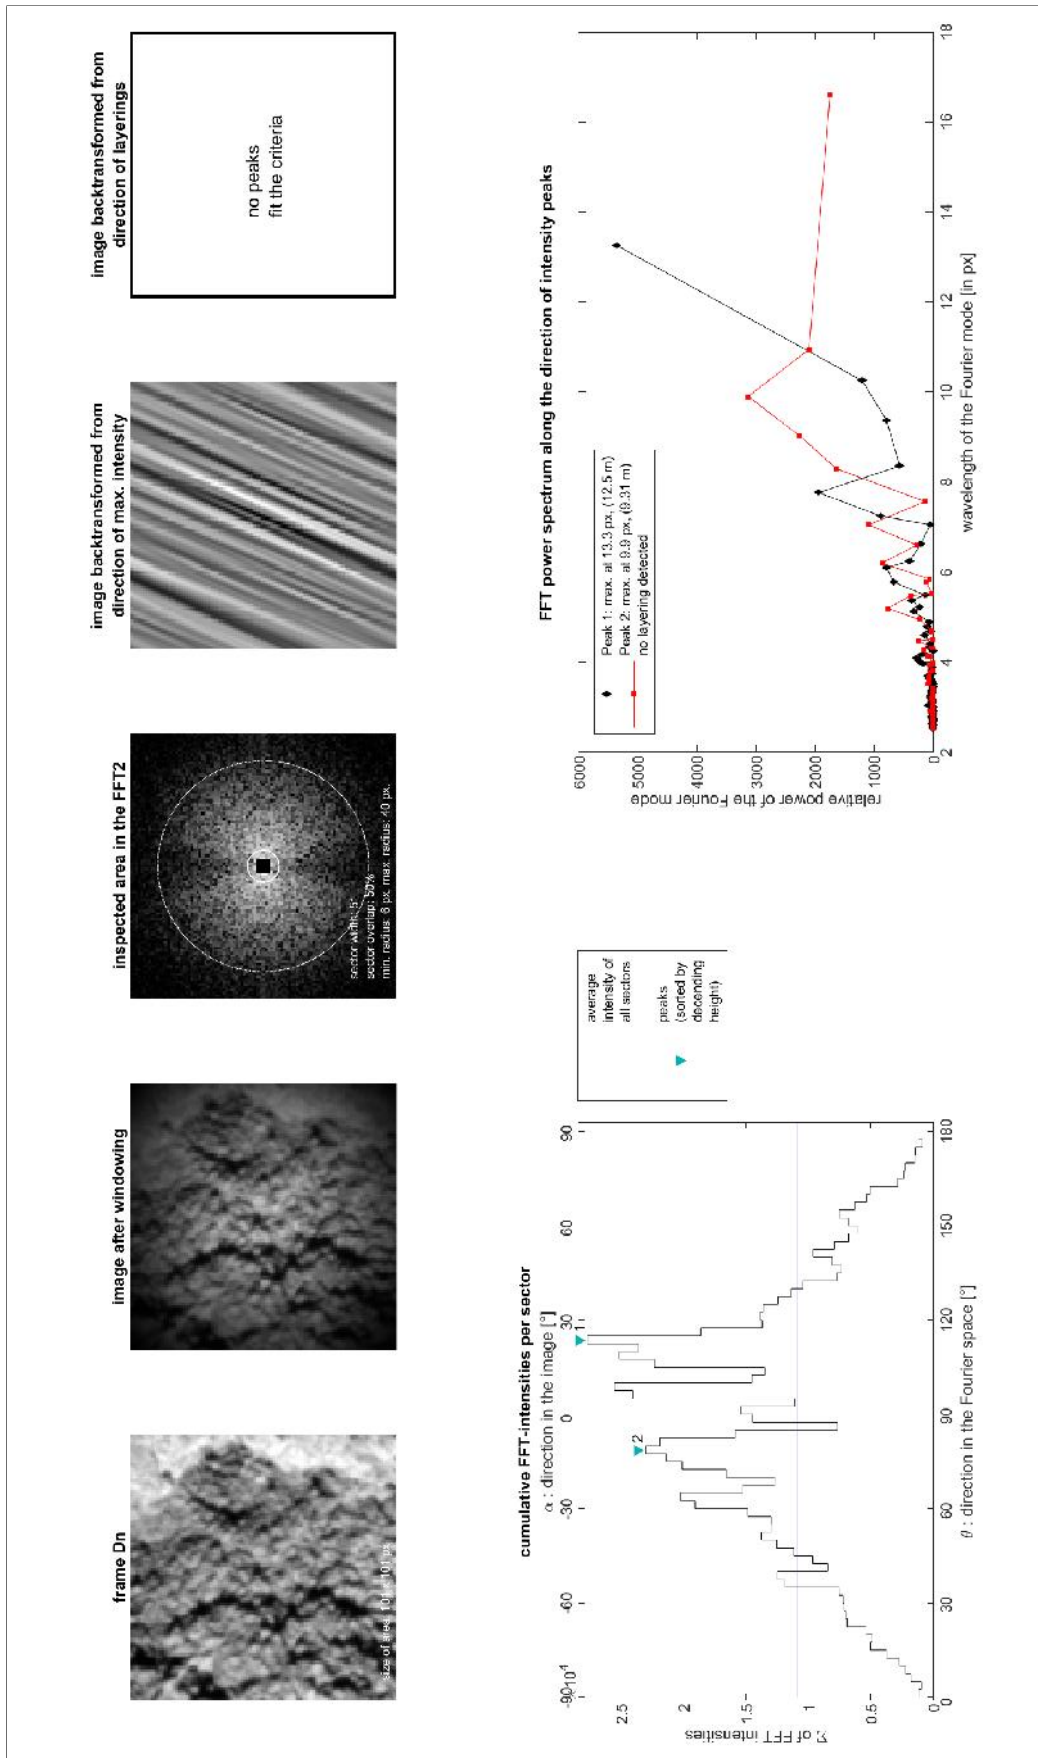 frame Dn
size of area: 101 x 101 px
image after windowing
inspected area in the FFT2
sector width: 5°
sector overlap: 50%
min. radius: 6 px, max. radius: 40 px.
image backtransformed from
direction of max. intensity
image backtransformed from
direction of layerings
no peaks
fit the criteria
cumulative FFT-intensities per sector
α : direction in the image [°]
-90 -60 -30 0 30 60 90
10^4
Σ of FFT intensities
2.5
2
1.5
1
0.5
0
1
2
0 30 60 90 120 150 180
θ : direction in the Fourier space [°]
average
intensity of
all sectors
peaks
(sorted by
decending
height)
FFT power spectrum along the direction of intensity peaks
Peak 1: max. at 13.3 px, (12.5 m)
Peak 2: max. at 9.9 px, (9.31 m)
no layering detected
relative power of the Fourier mode
6000
5000
4000
3000
2000
1000
0
2 4 6 8 10 12 14 16 18
wavelength of the Fourier mode [in px]